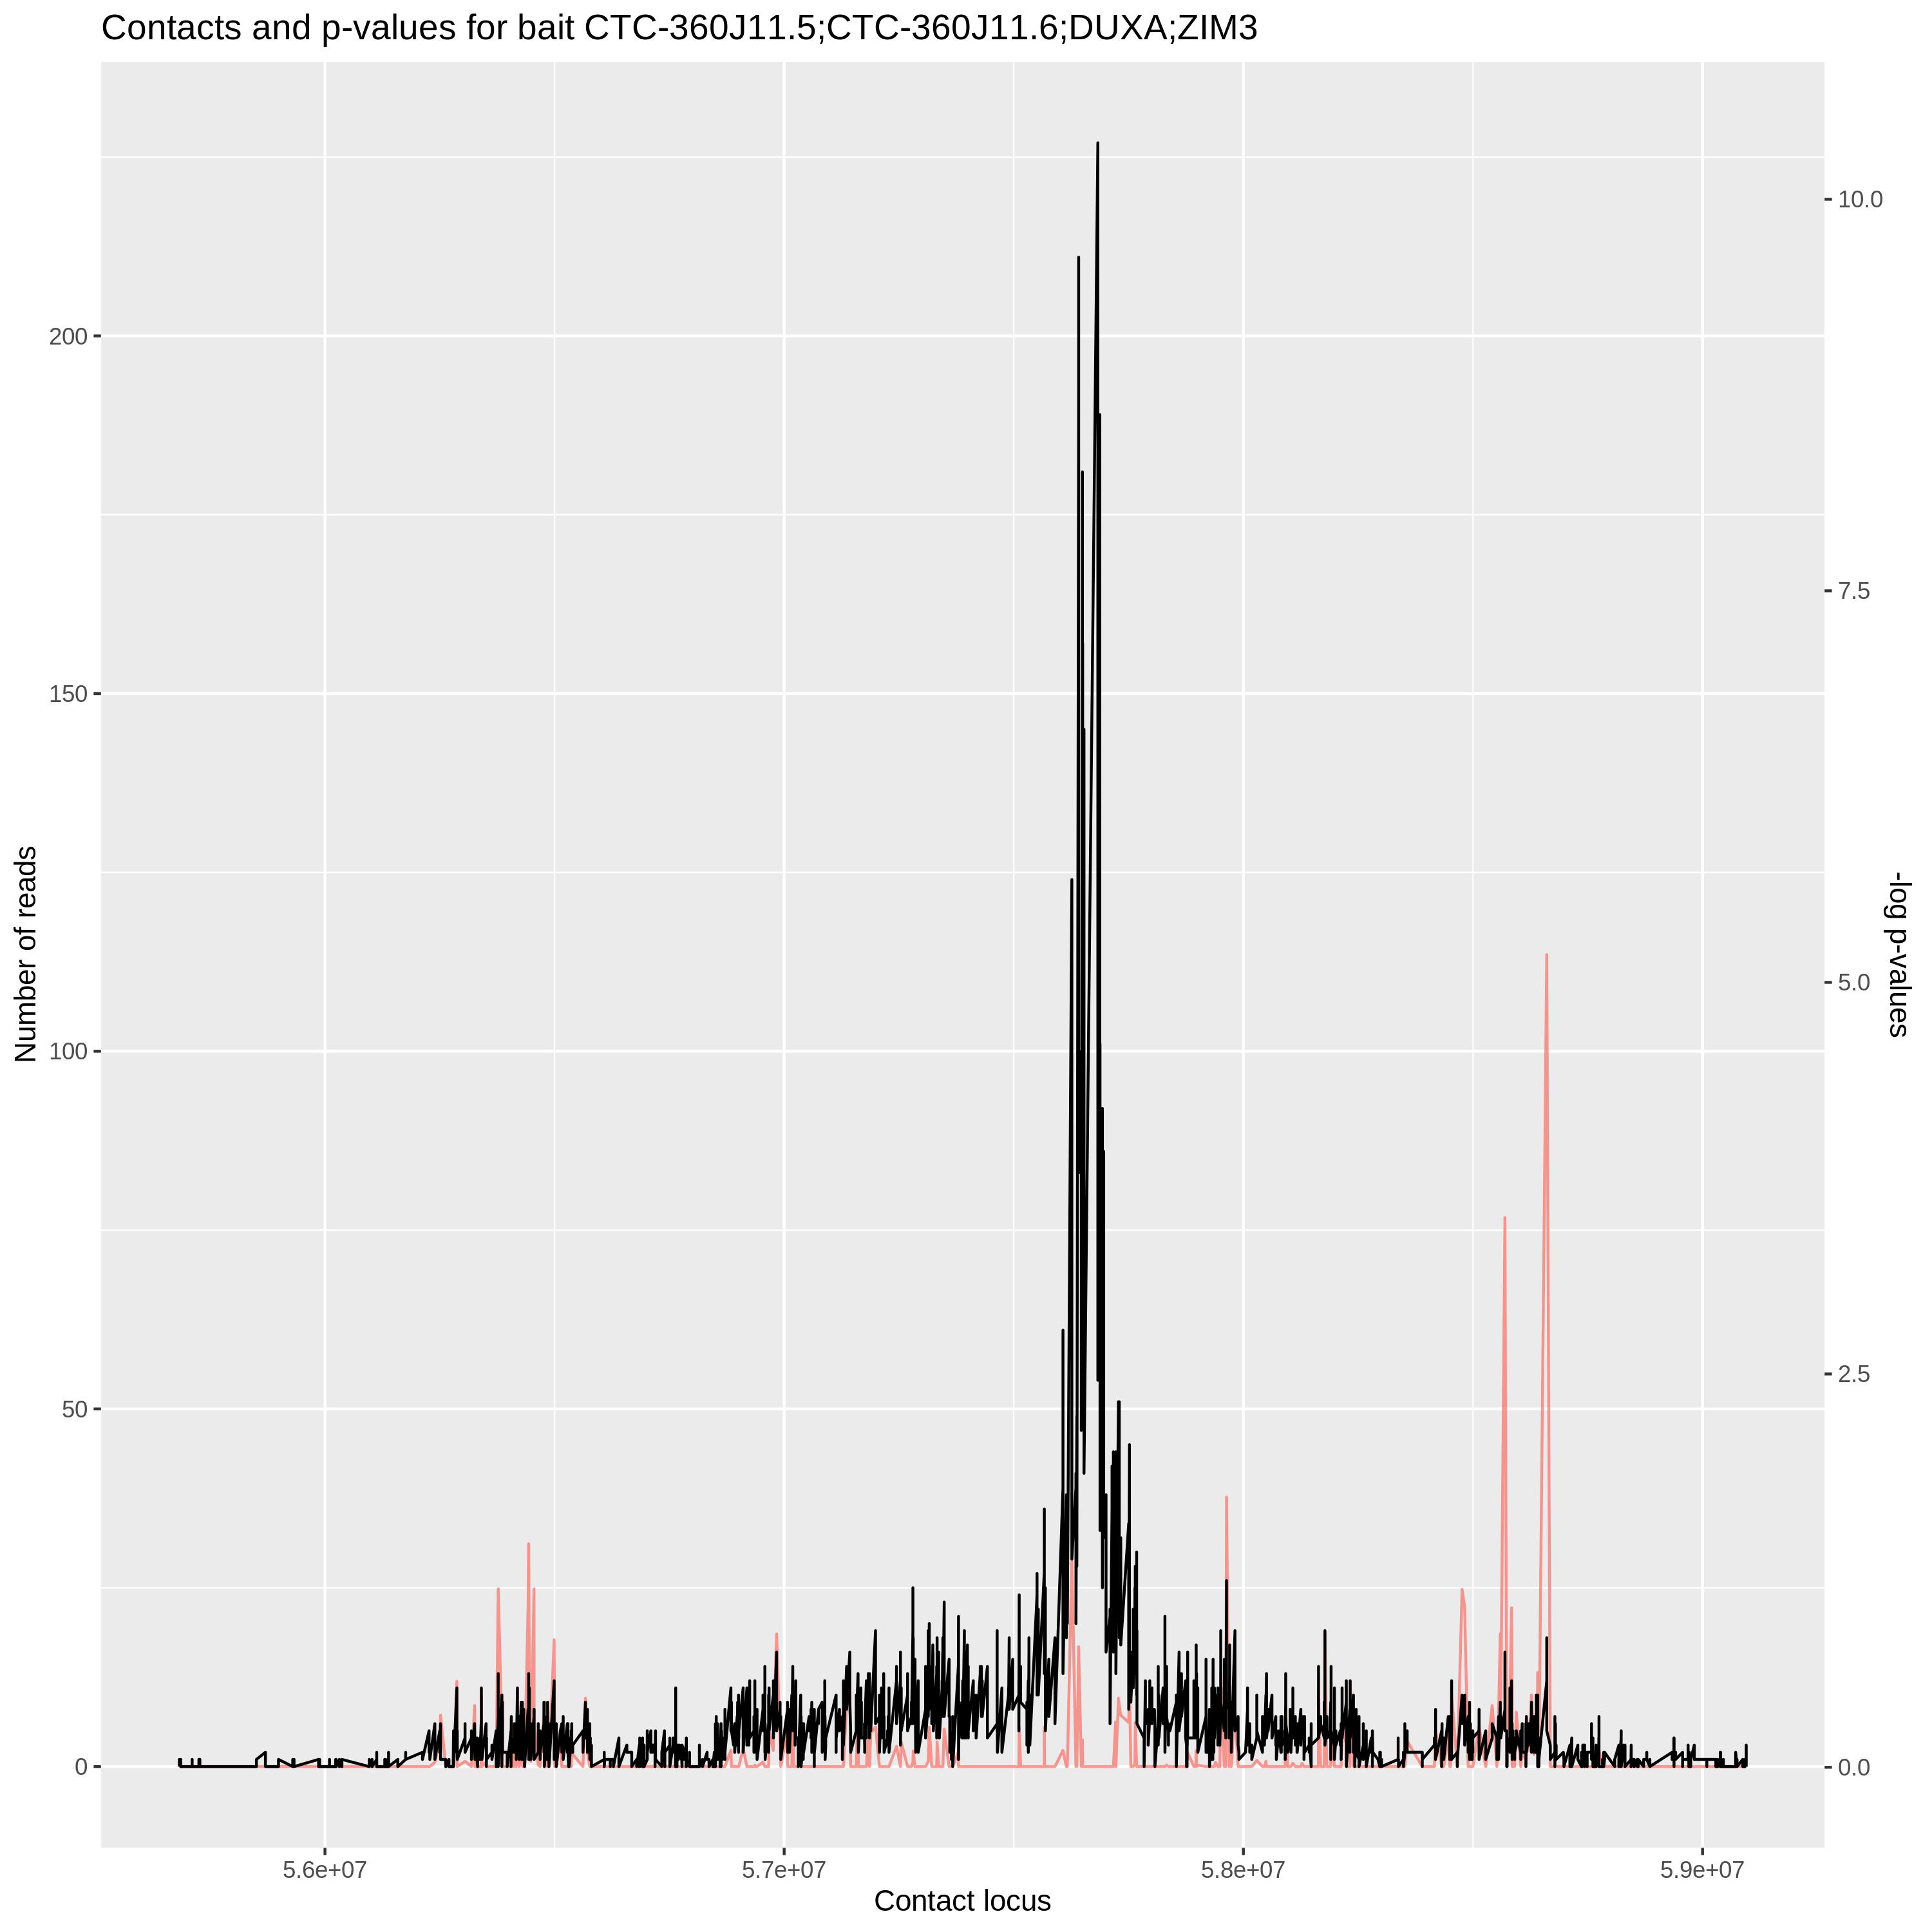 Contacts and p-values for bait CTC-360J11.5;CTC-360J11.6;DUXA;ZIM3
Number of reads
200
150
100
50
0
10.0
7.5
5.0
2.5
0.0
-log p-values
5.6e+07
5.7e+07
5.8e+07
5.9e+07
Contact locus